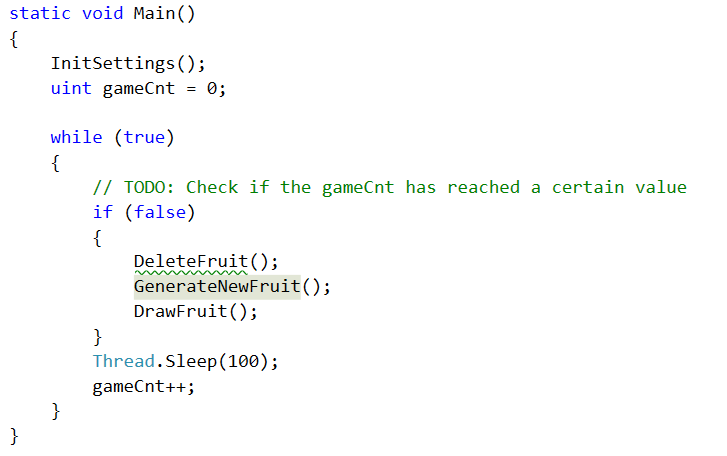 static void Main()
{
    InitSettings();
    uint gameCnt = 0;

    while (true)
    {
        // TODO: Check if the gameCnt has reached a certain value
        if (false)
        {
            DeleteFruit();
            GenerateNewFruit();
            DrawFruit();
        }
        Thread.Sleep(100);
        gameCnt++;
    }
}